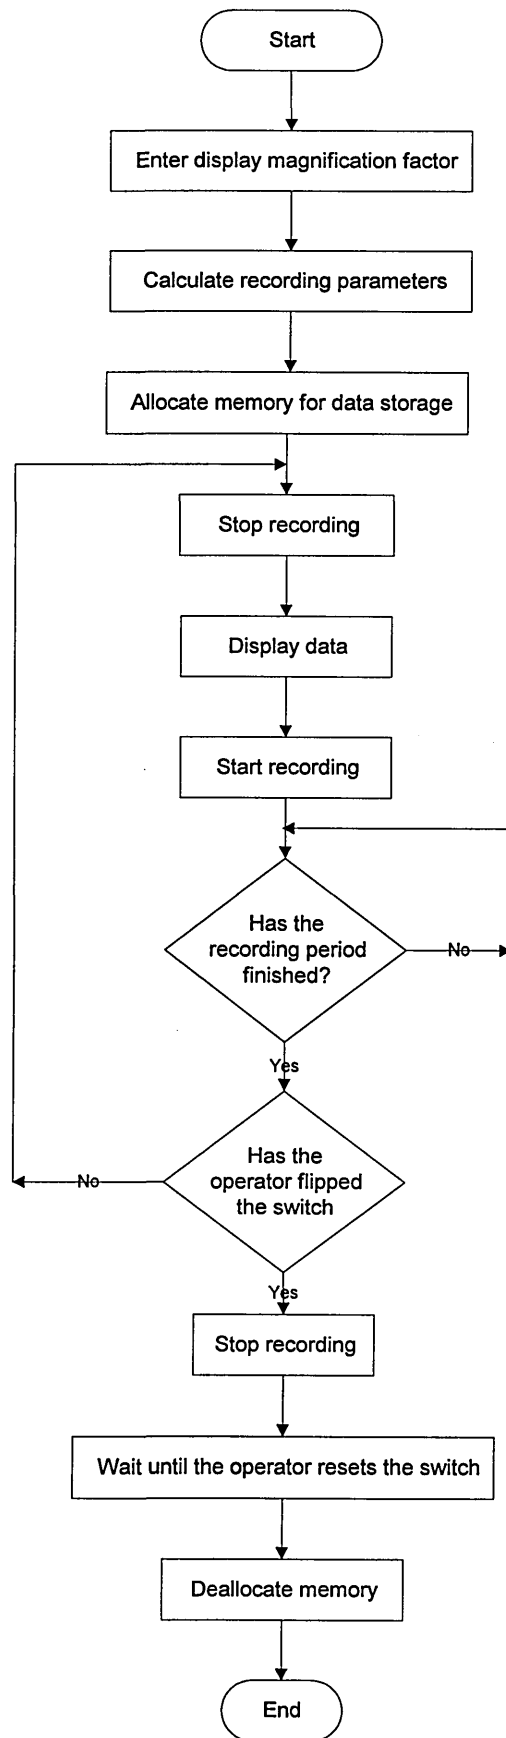 Start
Enter display magnification factor
Calculate recording parameters
Allocate memory for data storage
Stop recording
Display data
Start recording
Has the
recording period
finished?
No
Yes
Has the
operator flipped
the switch
No
Yes
Stop recording
Wait until the operator resets the switch
Deallocate memory
End